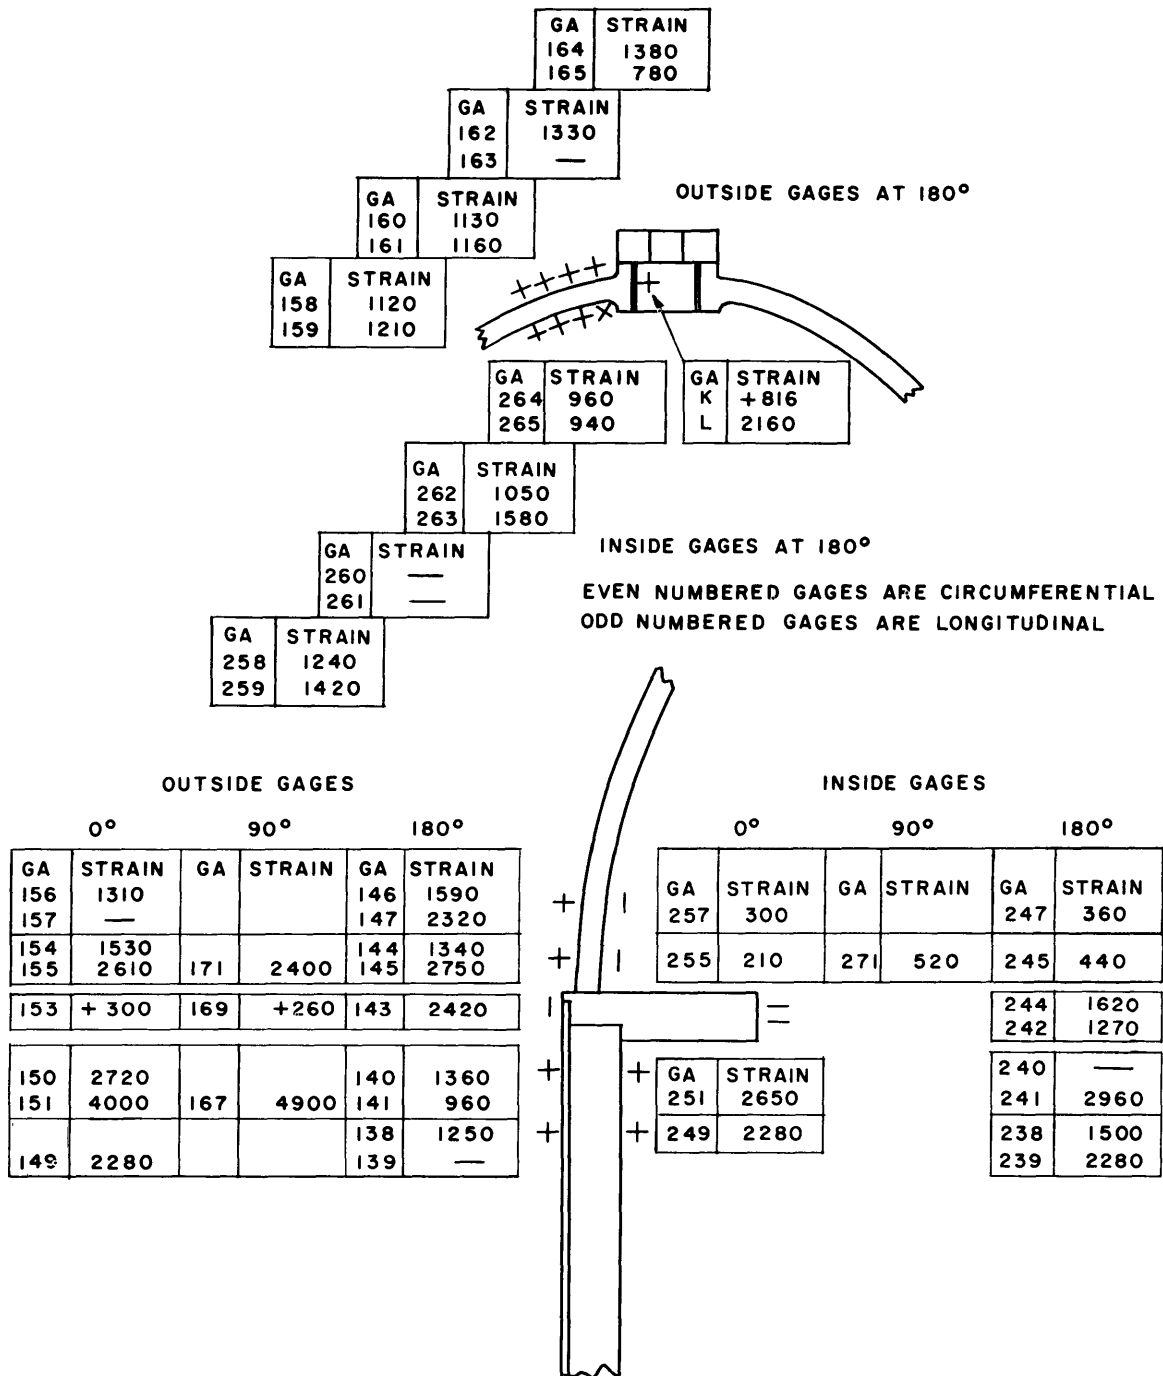 GA STRAIN
164 1380
165 780
GA STRAIN
162 1330
163 —
OUTSIDE GAGES AT 180°
GA STRAIN
160 1130
161 1160
GA STRAIN
158 1120
159 1210
GA STRAIN
264 960
265 940
GA STRAIN
K +816
L 2160
GA STRAIN
262 1050
263 1580
INSIDE GAGES AT 180°
GA STRAIN
260 —
261 —
EVEN NUMBERED GAGES ARE CIRCUMFERENTIAL
ODD NUMBERED GAGES ARE LONGITUDINAL
GA STRAIN
258 1240
259 1420
OUTSIDE GAGES
0° 90° 180°
GA STRAIN GA STRAIN GA STRAIN
156 1310 146 1590
157 — 147 2320
154 1530 144 1340
155 2610 171 2400 145 2750
153 +300 169 +260 143 2420
150 2720 140 1360
151 4000 167 4900 141 960
138 1250
149 2280 139 —
INSIDE GAGES
0° 90° 180°
GA STRAIN GA STRAIN GA STRAIN
257 300 247 360
255 210 271 520 245 440
244 1620
242 1270
GA STRAIN
251 2650
249 2280
240 —
241 2960
238 1500
239 2280